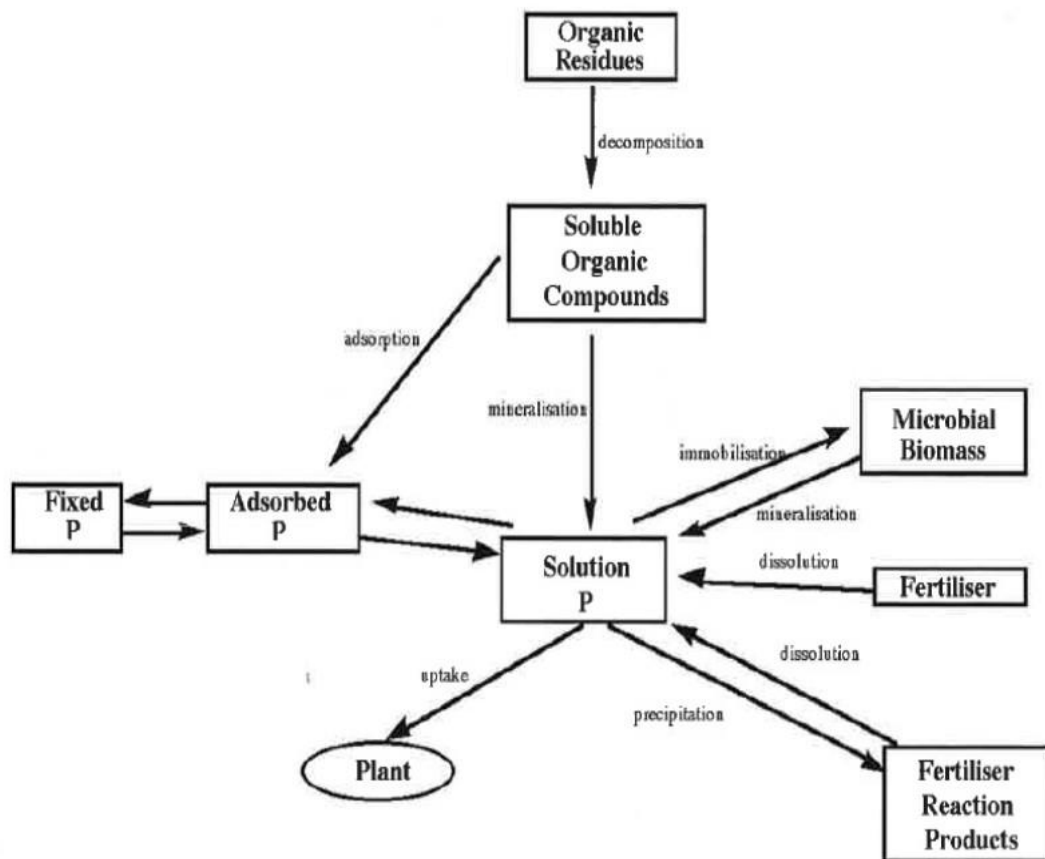 Organic
Residues
decomposition
Soluble
Organic
Compounds
adsorption
mineralisation
immobilisation
Microbial
Biomass
mineralisation
Fixed
P
Adsorbed
P
Solution
P
dissolution
Fertiliser
dissolution
uptake
precipitation
Plant
Fertiliser
Reaction
Products